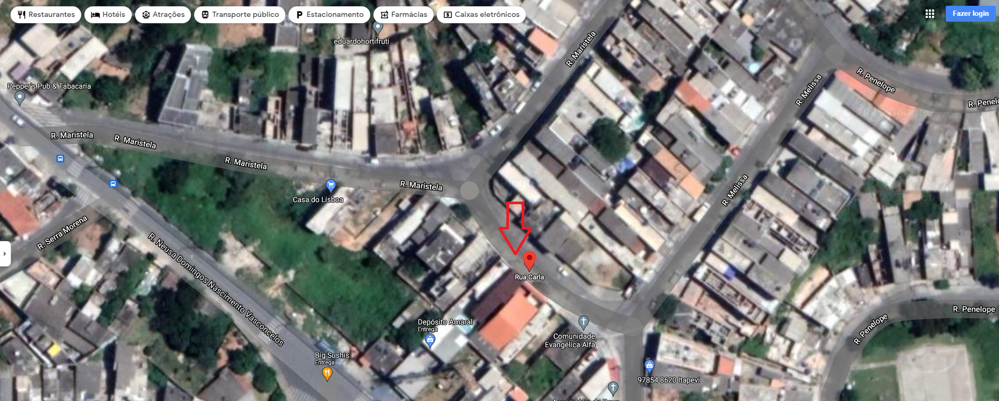 Restaurantes
Hotéis
Atrações
Transporte público
Estacionamento
Farmácias
Caixas eletrônicos
Fazer login
eduardohortifruti
R. Maristela
R. Penelope
Pepper's Pub & Tabacaria
R. Melissa
R. Maristela
R. Maristela
R. Maristela
R. Maristela
Casa do Lisboa
R. Melissa
R. Serra Morena
R. Neusa Domingos Nascimento Vasconcelos
Rua Carla
R. Penelope
Depósito Amaral
Entrega
R. Penelope
Comunidade
Evangélica Alfa
Big Sushis
Entrega
97854 8620 Itapevi